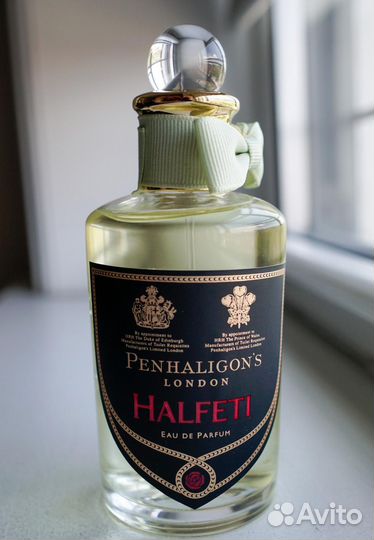 By appointment to
HRH The Duke of Edinburgh
Manufacturers of Toilet Requisites
Penhaligon's Limited London
By appointment to
HRH The Prince of Wales
Manufacturers of Toilet Requisites
Penhaligon's Limited London
PENHALIGON'S
LONDON
HALFETI
EAU DE PARFUM
Avito